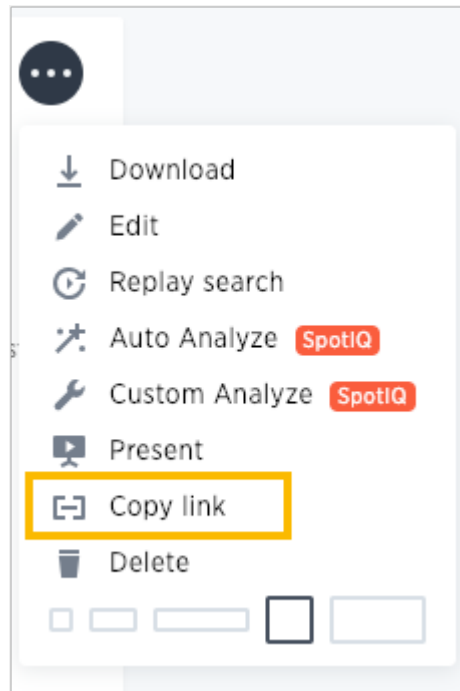 Download
Edit
Replay search
Auto Analyze SpotIQ
Custom Analyze SpotIQ
Present
Copy link
Delete